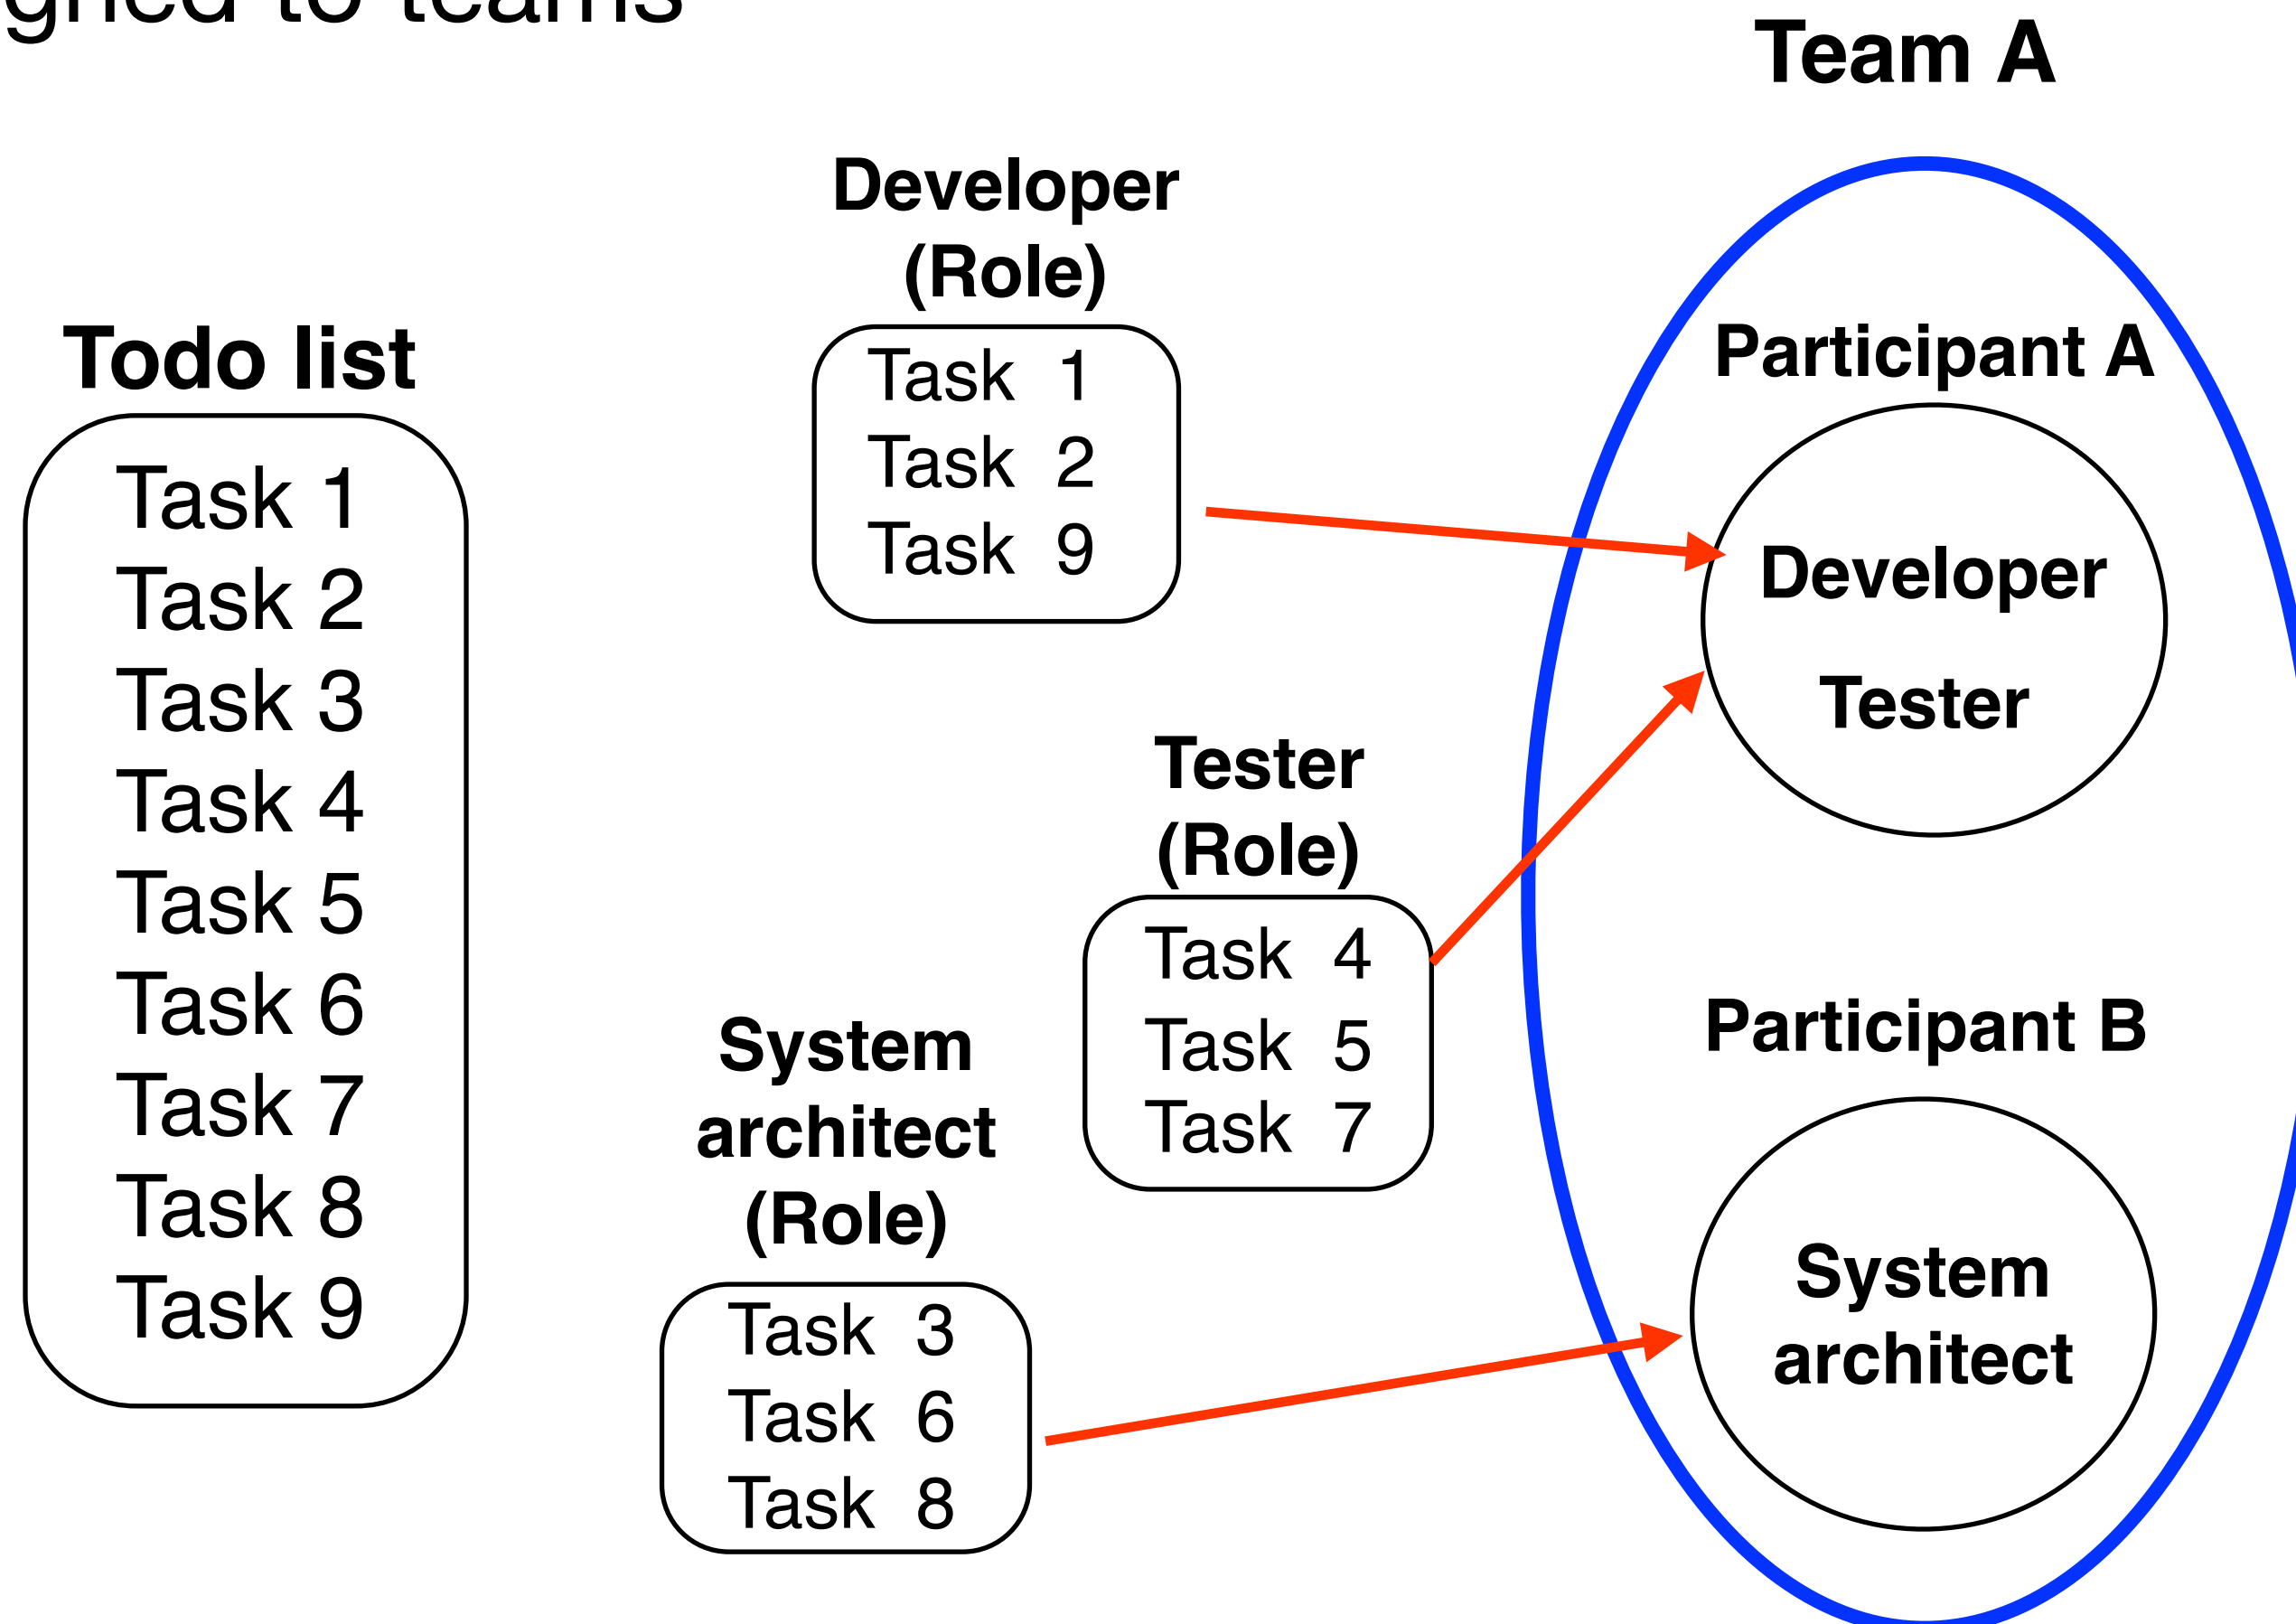 to teams
Team A
Developer
(Role)
Task 1
Task 2
Task 9
Todo list
Task 1
Task 2
Task 3
Task 4
Task 5
Task 6
Task 7
Task 8
Task 9
Participant A
Developer
Tester
Tester
(Role)
Task 4
Task 5
Task 7
System
architect
(Role)
Task 3
Task 6
Task 8
Participant B
System
architect